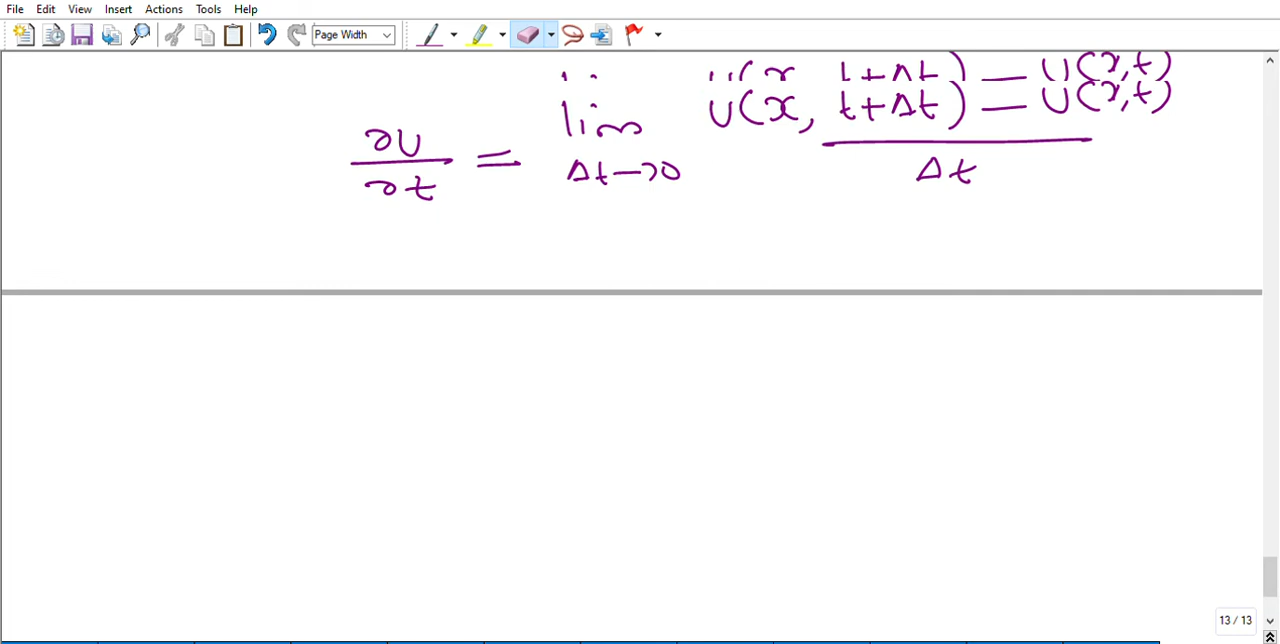 File Edit View Insert Actions Tools Help
Page Width
lim U(x, t+Δt) — U(x,t)
∂U = 
∂t Δt→0 Δt
13 / 13